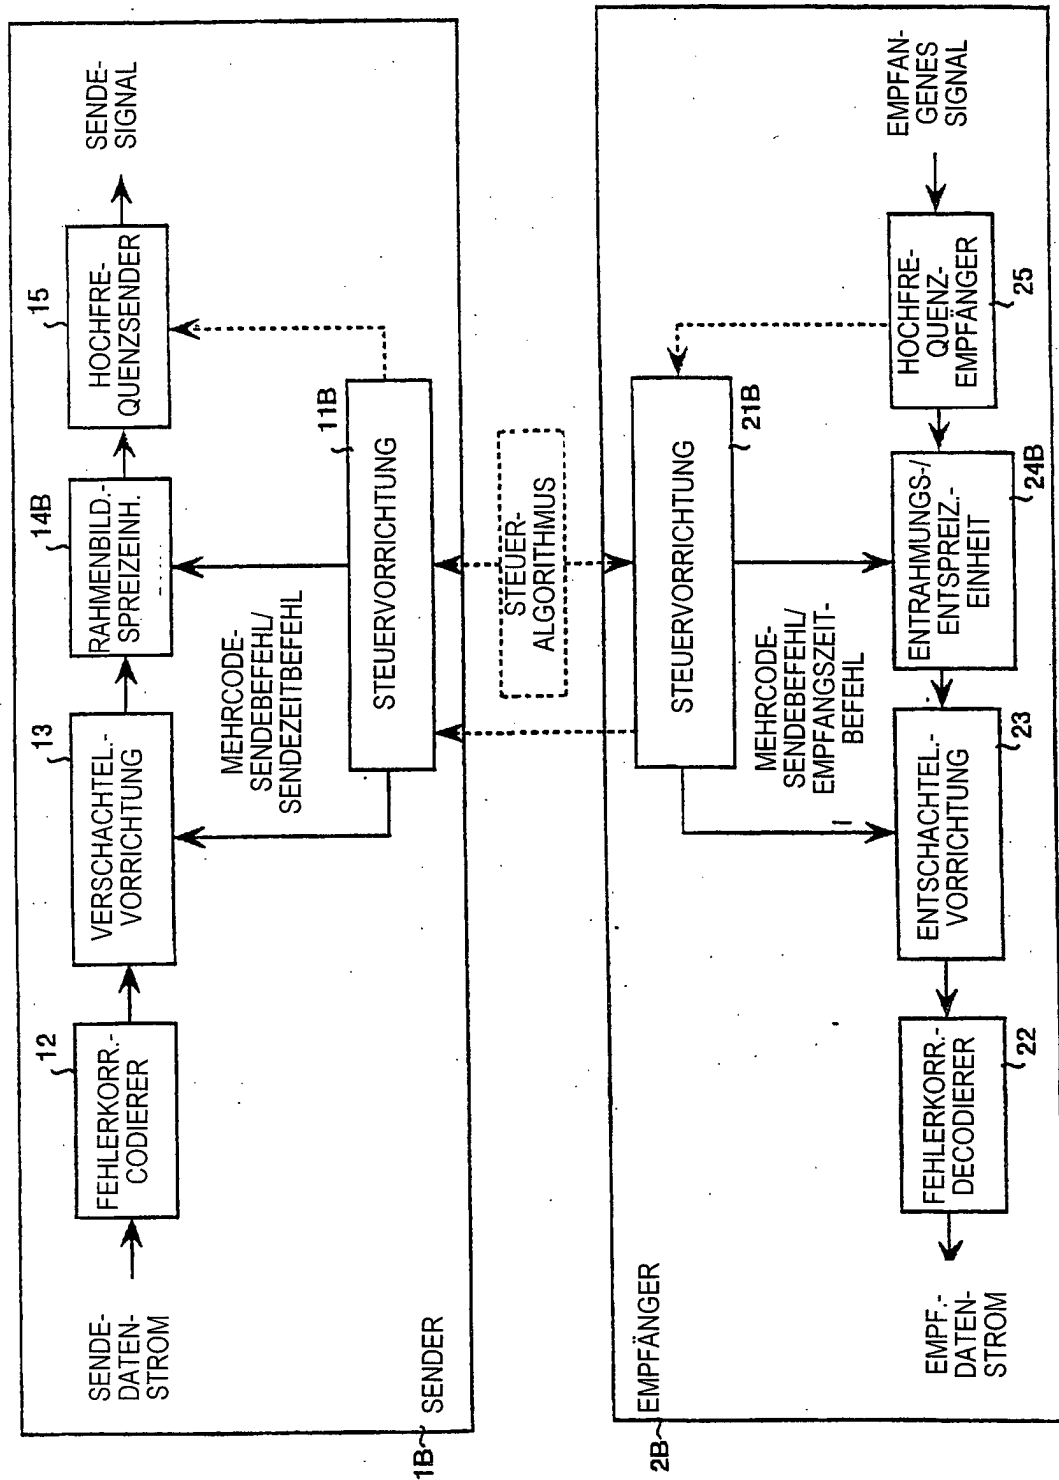 SENDE-
DATEN-
STROM
12
FEHLERKORR.-
CODIERER
13
VERSCHACHTEL.-
VORRICHTUNG
14B
RAHMENBILD.-
SPREIZEINH.
15
HOCHFRE-
QUENZSENDER
SENDE-
SIGNAL
MEHRCODE-
SENDEBEFEHL/
SENDEZEITBEFEHL
11B
STEUERVORRICHTUNG
1B
SENDER
STEUER-
ALGORITHMUS
2B
EMPFÄNGER
STEUERVORRICHTUNG
21B
MEHRCODE-
SENDEBEFEHL/
EMPFANGSZEIT-
BEFEHL
EMPF.-
DATEN-
STROM
FEHLERKORR.-
DECODIERER
22
ENTSCHACHTEL.-
VORRICHTUNG
23
ENTRAHMUNGS-/
ENTSPREIZ.-
EINHEIT
24B
HOCHFRE-
QUENZ-
EMPFÄNGER
25
EMPFAN-
GENES
SIGNAL